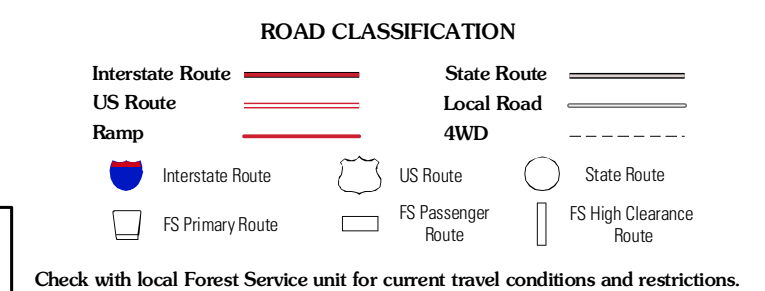 ROAD CLASSIFICATION
Interstate Route
State Route
US Route
Local Road
Ramp
4WD
Interstate Route
US Route
State Route
FS Primary Route
FS Passenger
Route
FS High Clearance
Route
Check with local Forest Service unit for current travel conditions and restrictions.